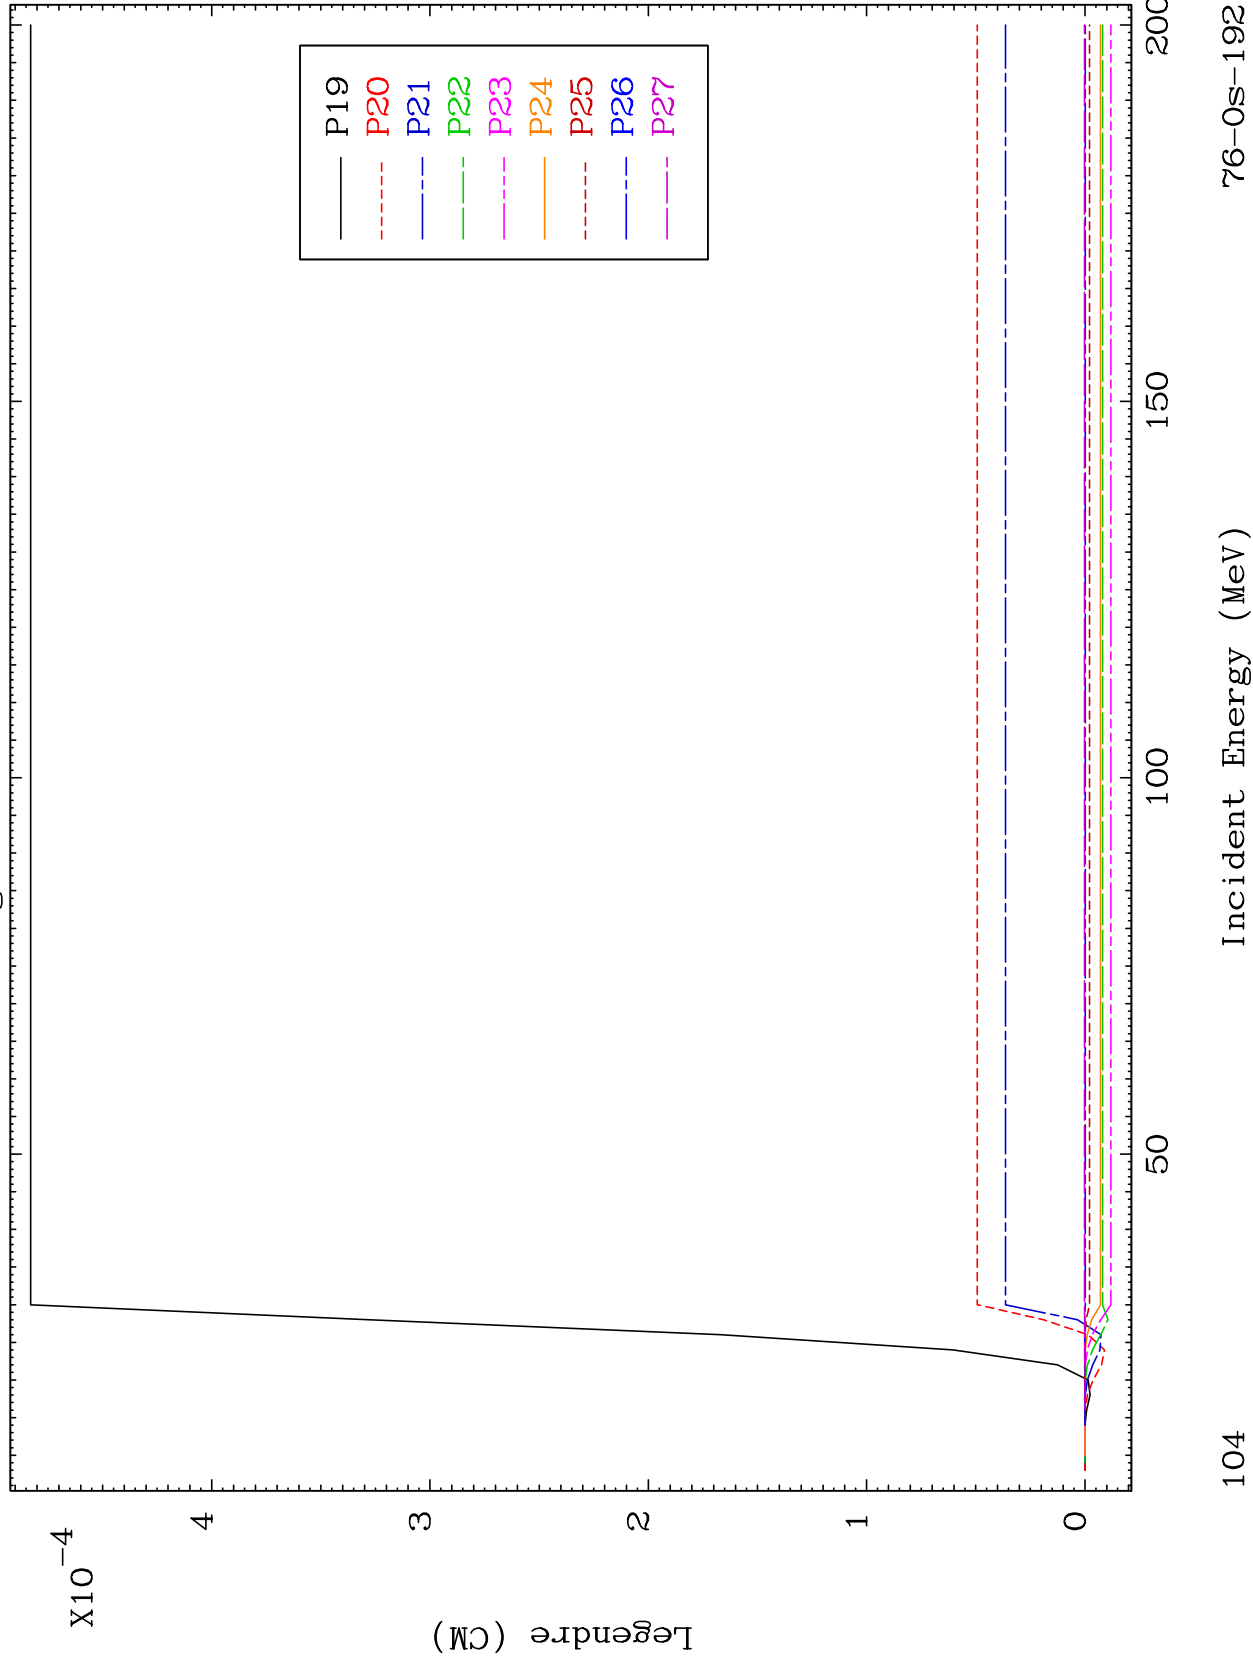 X10-4
4
3
2
1
0
Legendre (CM)
P19
P20
P21
P22
P23
P24
P25
P26
P27
50
100
150
200
Incident Energy (MeV)
104
76-Os-192